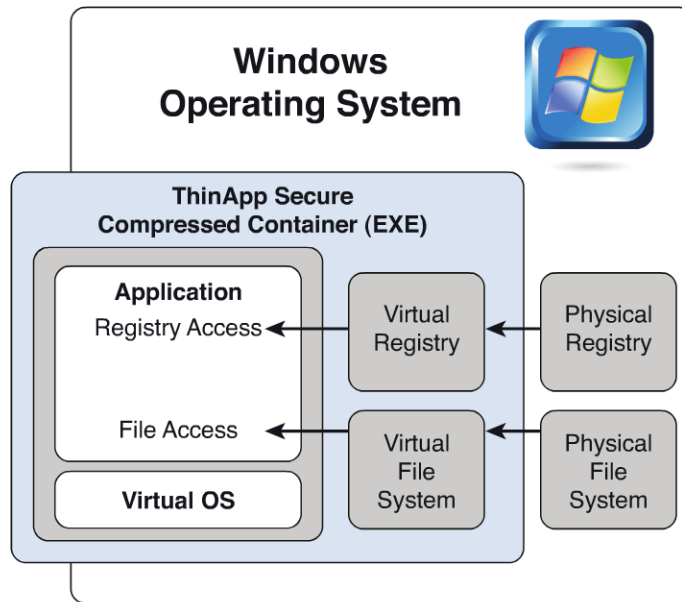 Windows
Operating System
ThinApp Secure
Compressed Container (EXE)
Application
Registry Access
Virtual
Registry
Physical
Registry
File Access
Virtual
File
System
Physical
File
System
Virtual OS